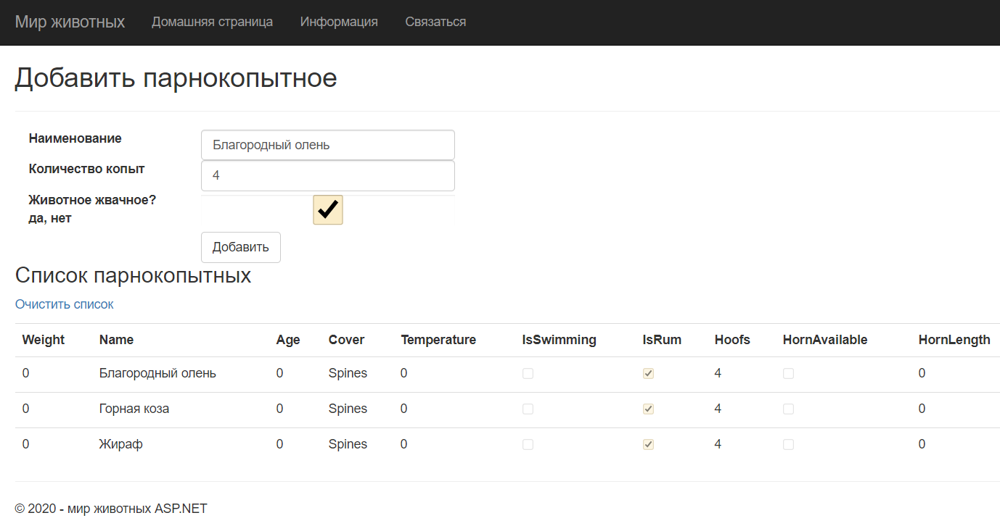 Мир животных Домашняя страница Информация Связаться
Добавить парнокопытное
Наименование Благородный олень
Количество копыт 4
Животное жвачное?
да, нет
Добавить
Список парнокопытных
Очистить список
Weight Name Age Cover Temperature IsSwimming IsRum Hoofs HornAvailable HornLength
0 Благородный олень 0 Spines 0 4 0
0 Горная коза 0 Spines 0 4 0
0 Жираф 0 Spines 0 4 0
© 2020 - мир животных ASP.NET